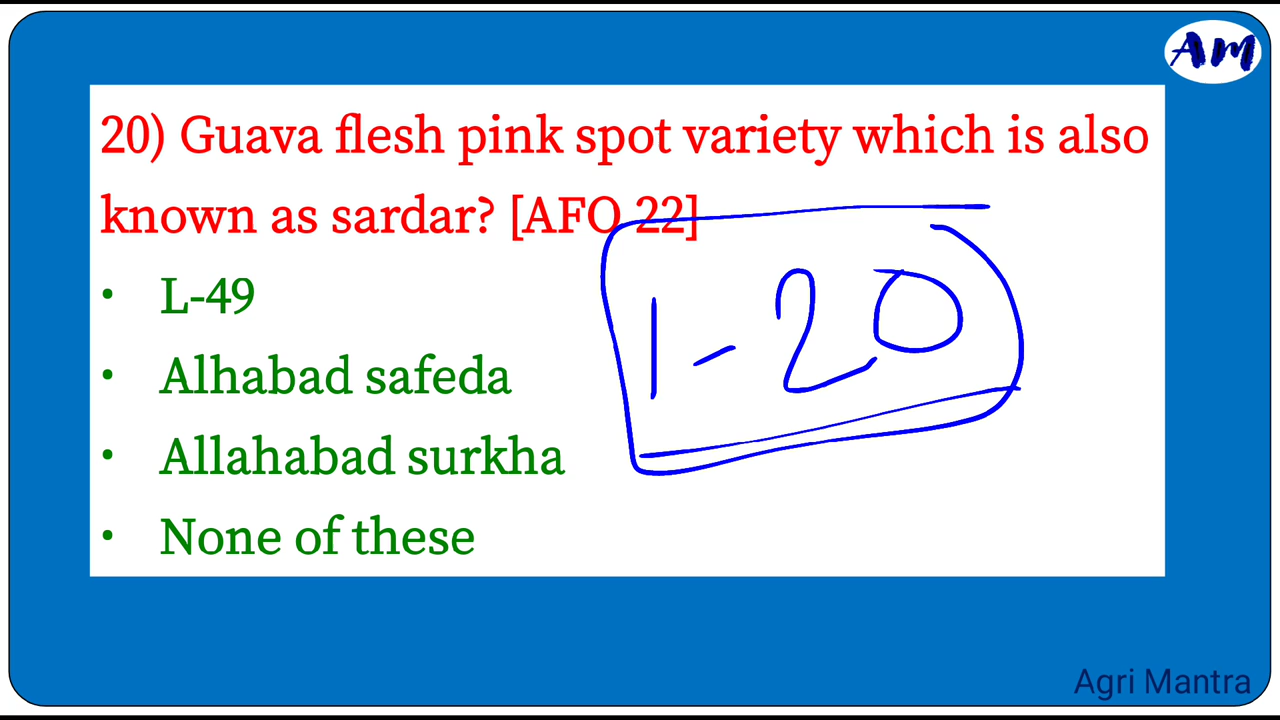 AM
20) Guava flesh pink spot variety which is also
known as sardar? [AFO 22]
• L-49
1-20
• Alhabad safeda
• Allahabad surkha
• None of these
Agri Mantra